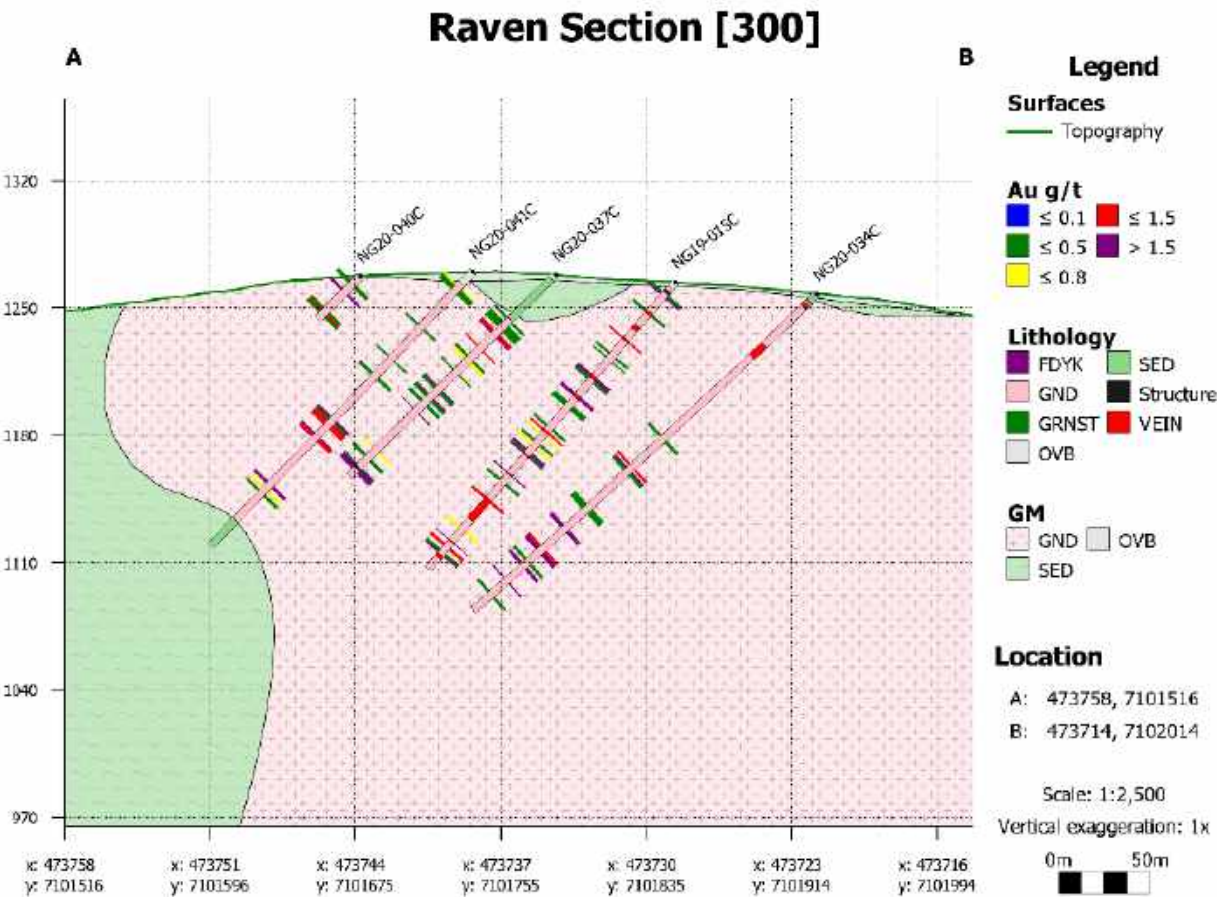 Raven Section [300]
A
B
NG20-040C
NG20-041C
NG20-037C
NG19-015C
NG20-034C
1320
1250
1180
1110
1040
970
x: 473758
y: 7101516
x: 473751
y: 7101596
x: 473744
y: 7101675
x: 473737
y: 7101755
x: 473730
y: 7101835
x: 473723
y: 7101914
x: 473716
y: 7101994
Legend
Surfaces
Topography
Au g/t
≤ 0.1
≤ 1.5
≤ 0.5
> 1.5
≤ 0.8
Lithology
FDYK
SED
GND
Structure
GRNST
VEIN
OVB
GM
GND
OVB
SED
Location
A: 473758, 7101516
B: 473714, 7102014
Scale: 1:2,500
Vertical exaggeration: 1x
0m 50m